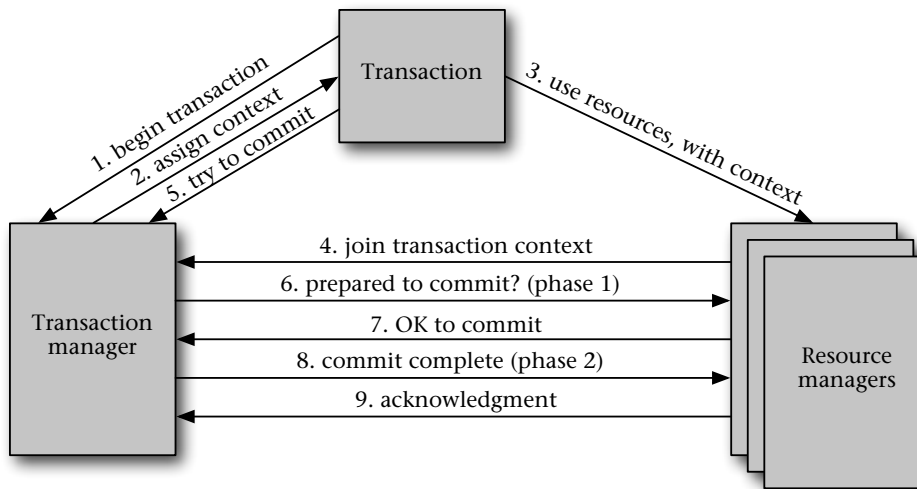 Transaction
1. begin transaction
2. assign context
5. try to commit
3. use resources, with context
4. join transaction context
6. prepared to commit? (phase 1)
7. OK to commit
8. commit complete (phase 2)
9. acknowledgment
Transaction
manager
Resource
managers